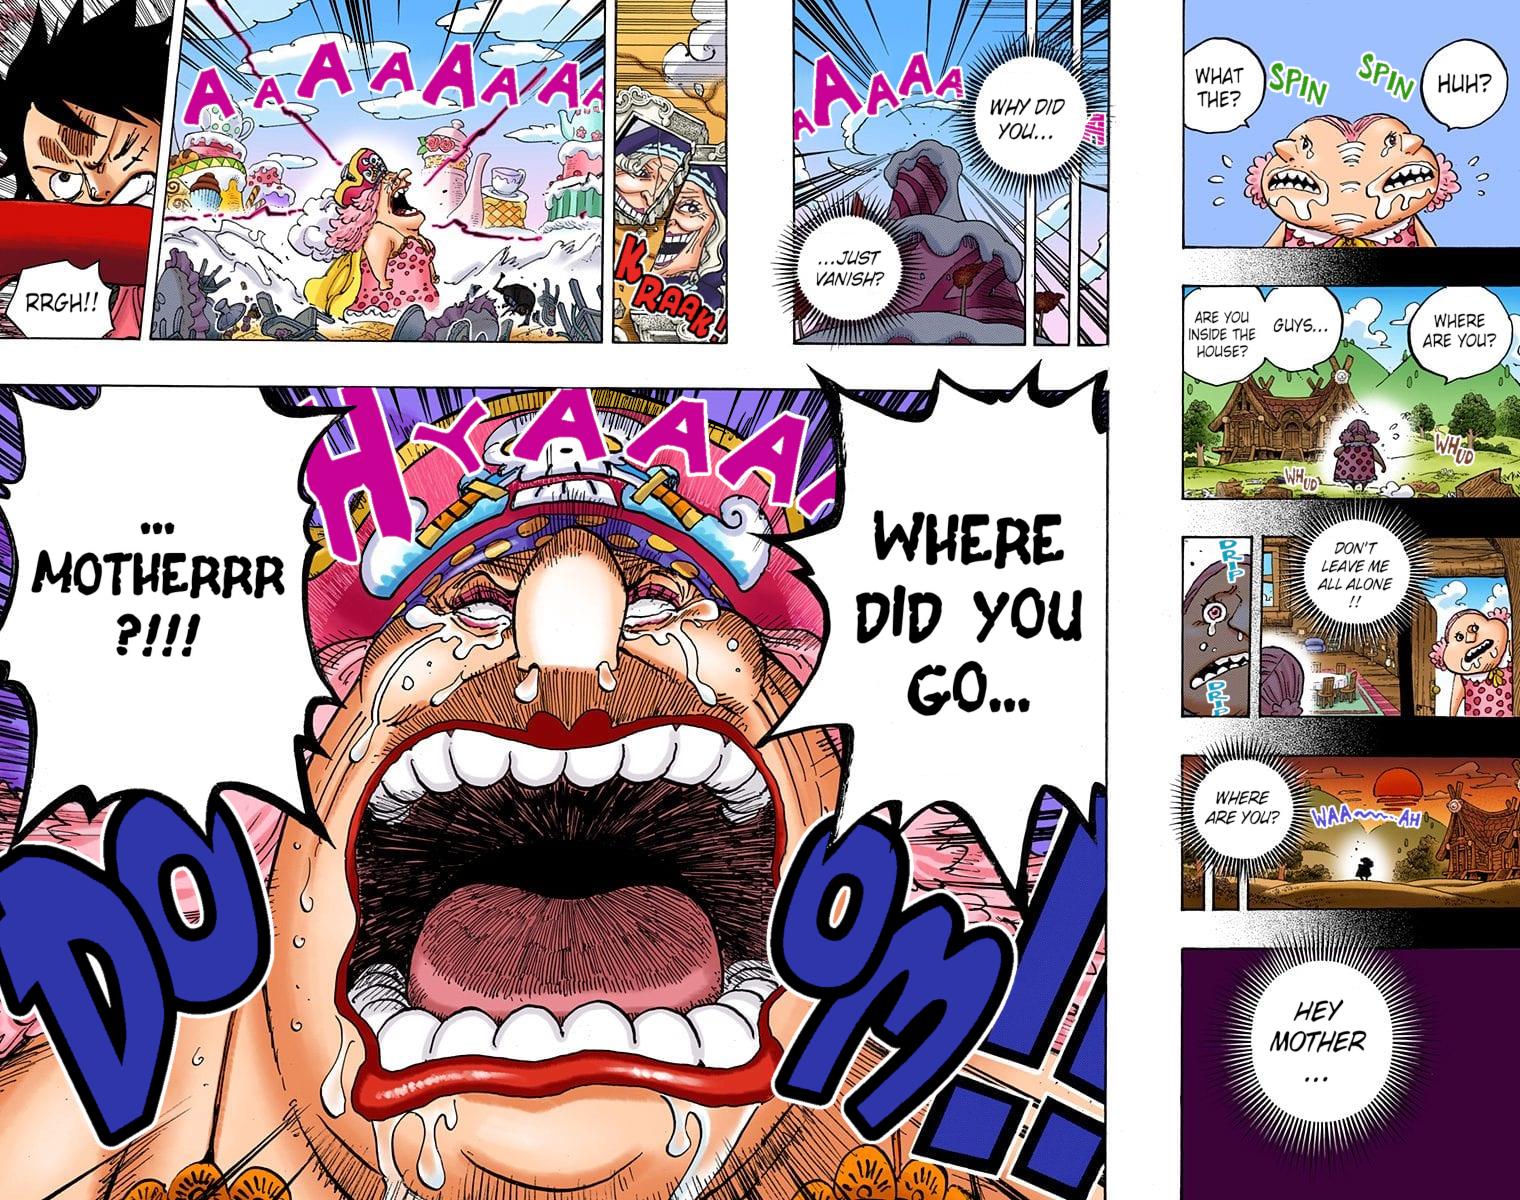 HUH?
SPIN
SPIN
WHAT
THE?
WHERE
ARE YOU?
GUYS...
ARE YOU
INSIDE THE
HOUSE?
WHUD
WHUD
DON'T
LEAVE ME
ALL ALONE
!!
DRIP
DRIP
WAA~~...AH
WHERE
ARE YOU?
HEY
MOTHER
...
WHY DID
YOU...
AAAAA
...JUST
VANISH?
KRAAK!
AAAAAAAA
RRGH!!
WHERE
DID YOU
GO...
HYAAAA
...
MOTHERRR
?!!!
DOOM!!